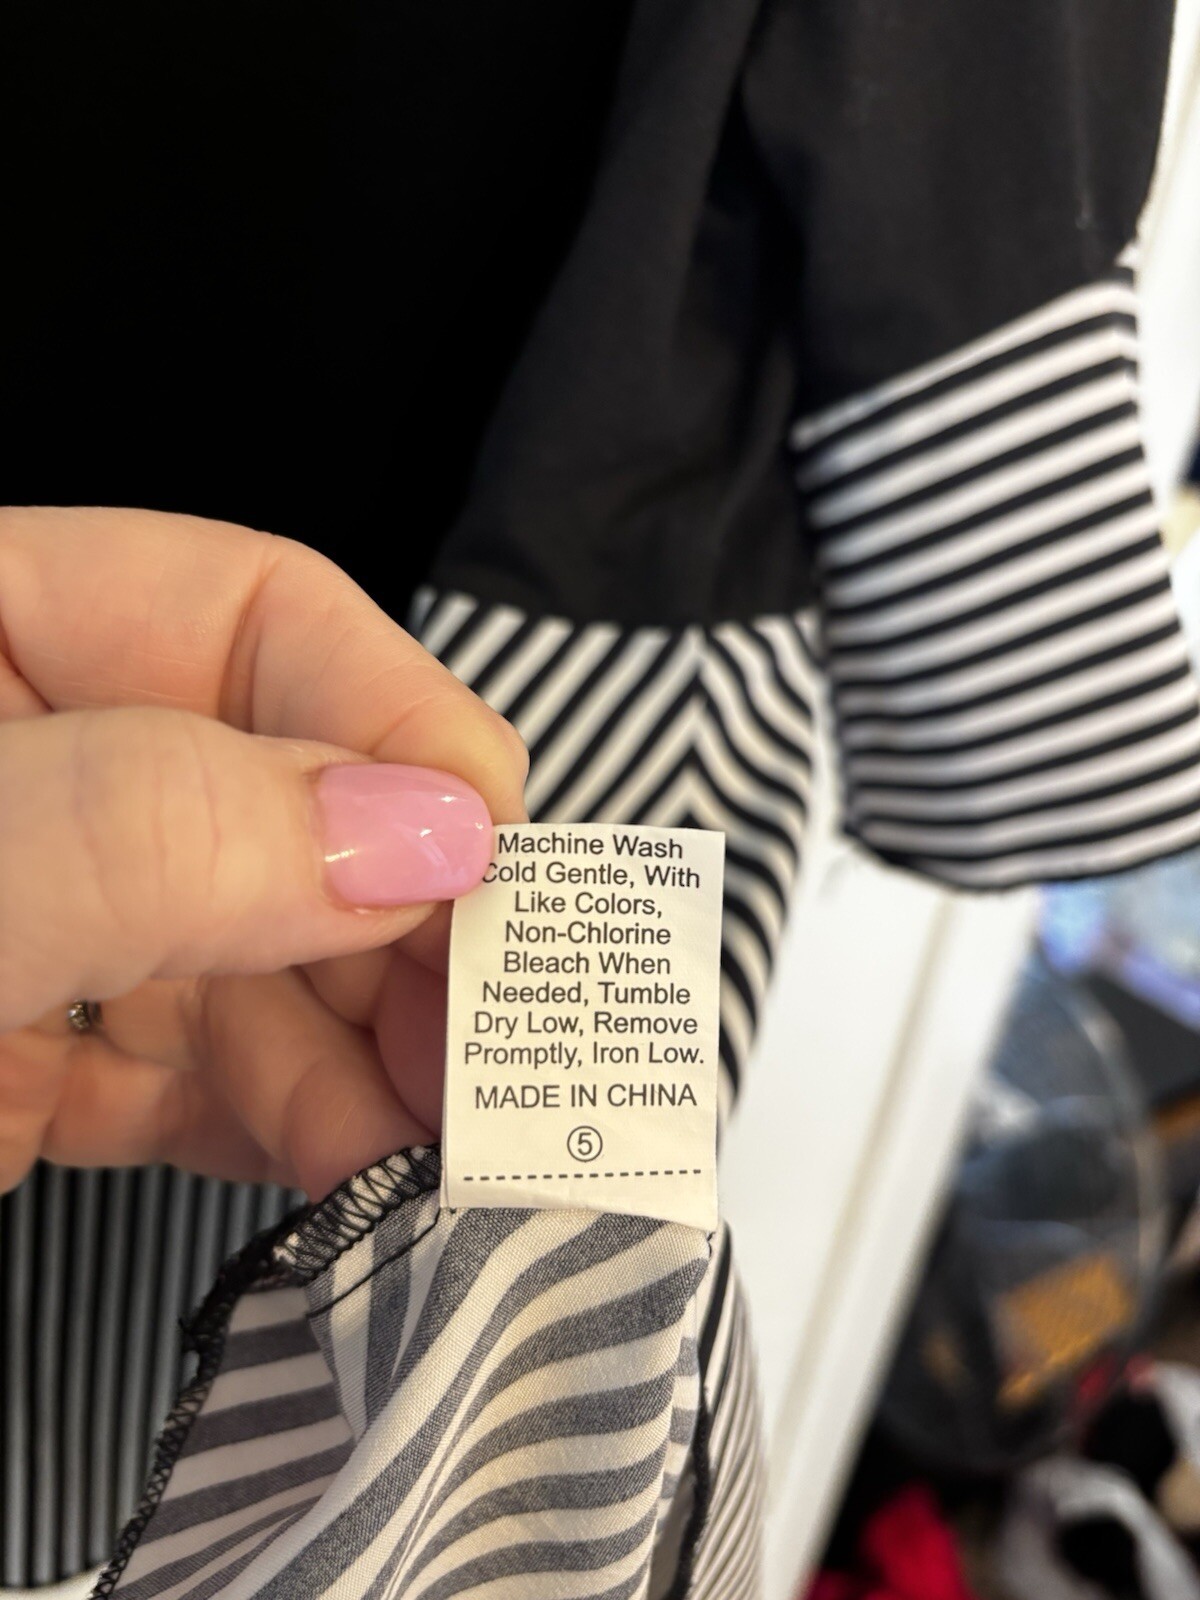 Machine Wash
Cold Gentle, With
Like Colors,
Non-Chlorine
Bleach When
Needed, Tumble
Dry Low, Remove
Promptly, Iron Low.
MADE IN CHINA
⑤